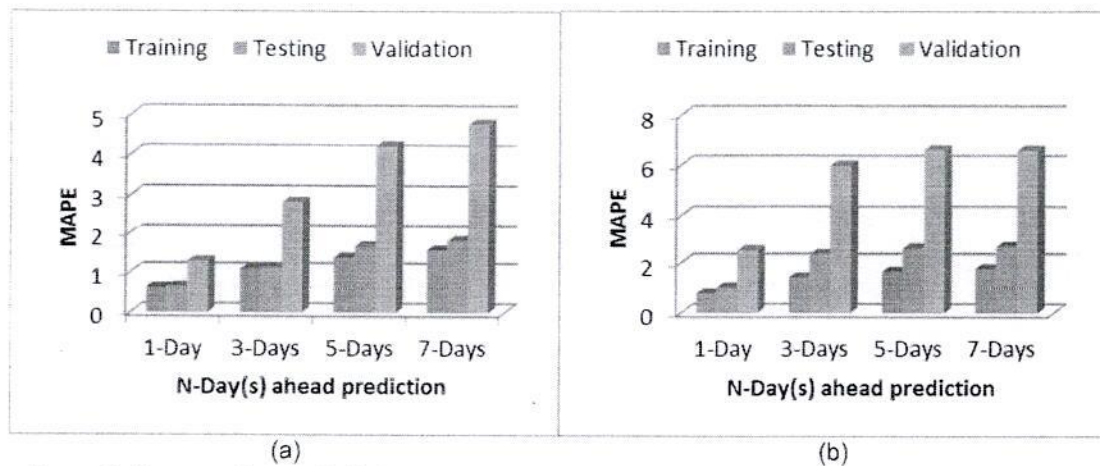 Training Testing Validation
5
4
3
2
1
0
MAPE
1-Day 3-Days 5-Days 7-Days
N-Day(s) ahead prediction
(a)
Training Testing Validation
8
6
4
2
0
MAPE
1-Day 3-Days 5-Days 7-Days
N-Day(s) ahead prediction
(b)